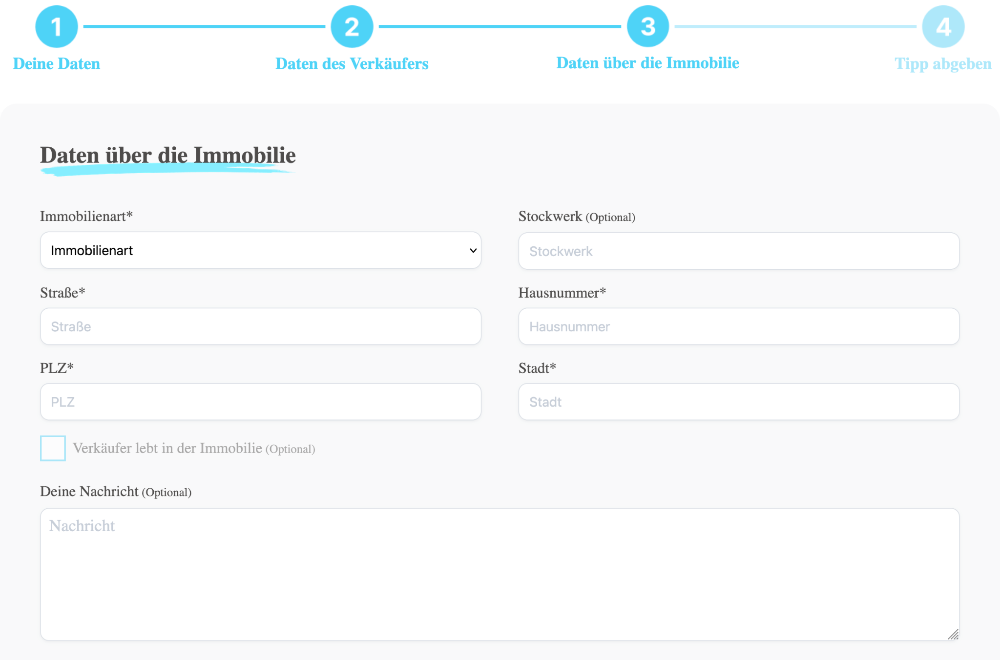 1
2
3
4
Deine Daten
Daten des Verkäufers
Daten über die Immobilie
Tipp abgeben
Daten über die Immobilie
Immobilienart*
Stockwerk (Optional)
Immobilienart
Stockwerk
Straße*
Hausnummer*
Straße
Hausnummer
PLZ*
Stadt*
PLZ
Stadt
Verkäufer lebt in der Immobilie (Optional)
Deine Nachricht (Optional)
Nachricht